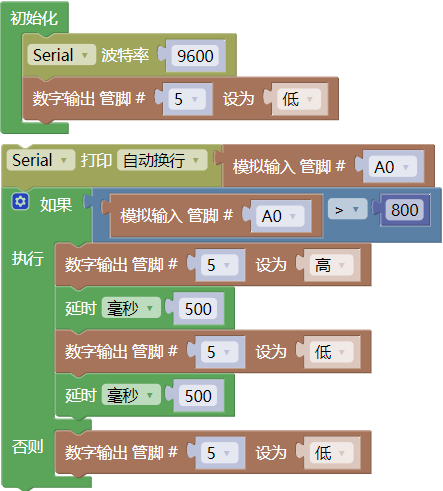 初始化
Serial 波特率 9600
数字输出 管脚 # 5 设为 低
Serial 打印 自动换行 模拟输入 管脚 # A0
如果 模拟输入 管脚 # A0 > 800
执行 数字输出 管脚 # 5 设为 高
延时 毫秒 500
数字输出 管脚 # 5 设为 低
延时 毫秒 500
否则 数字输出 管脚 # 5 设为 低